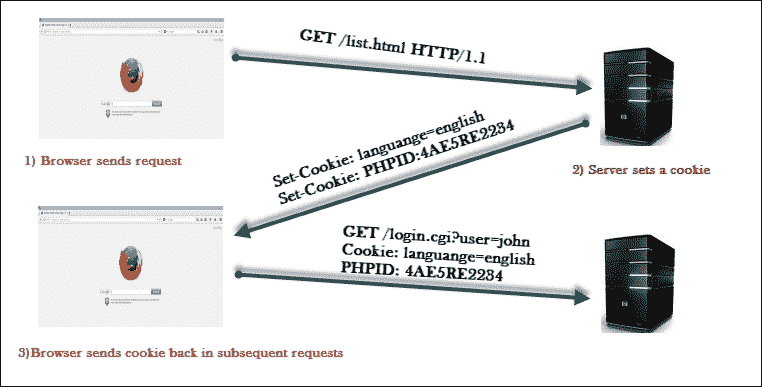 GET /list.html HTTP/1.1
1) Browser sends request
Set-Cookie: languange=english
Set-Cookie: PHPID:4AE5RE2234
2) Server sets a cookie
GET /login.cgi?user=john
Cookie: languange=english
PHPID: 4AE5RE2234
3)Browser sends cookie back in subsequent requests